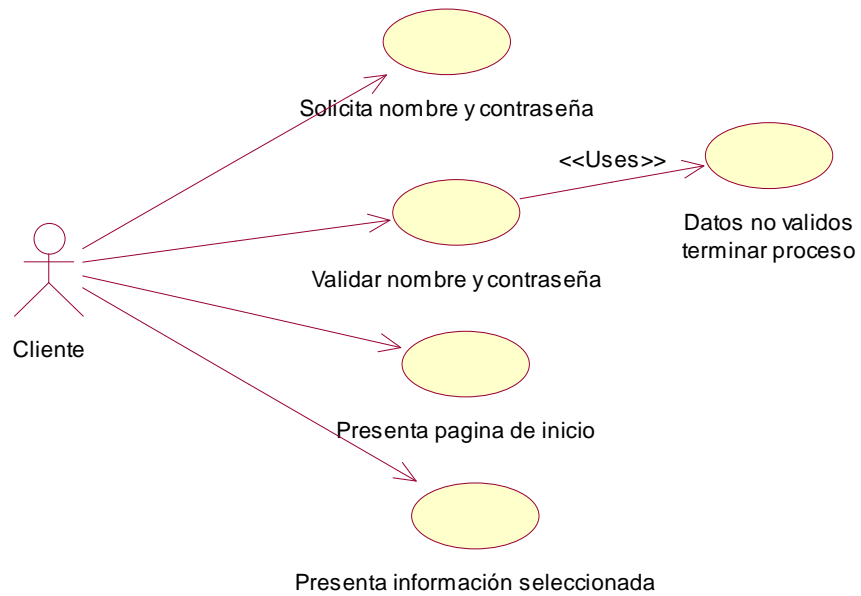 Solicita nombre y contraseña
<<Uses>>
Datos no validos
terminar proceso
Validar nombre y contraseña
Cliente
Presenta pagina de inicio
Presenta información seleccionada